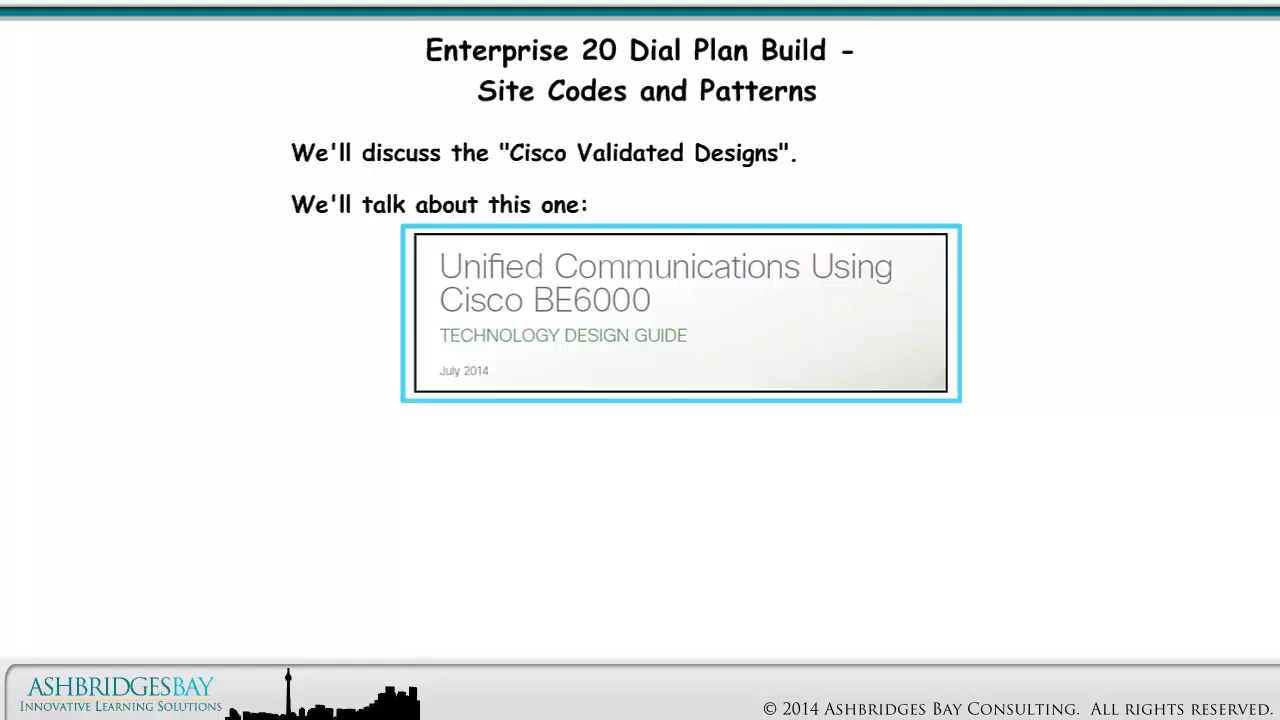 Enterprise 20 Dial Plan Build -
Site Codes and Patterns
We'll discuss the "Cisco Validated Designs".
We'll talk about this one:
Unified Communications Using
Cisco BE6000
TECHNOLOGY DESIGN GUIDE
July 2014
ASHBRIDGESBAY
INNOVATIVE LEARNING SOLUTIONS
© 2014 ASHBRIDGES BAY CONSULTING. ALL RIGHTS RESERVED.